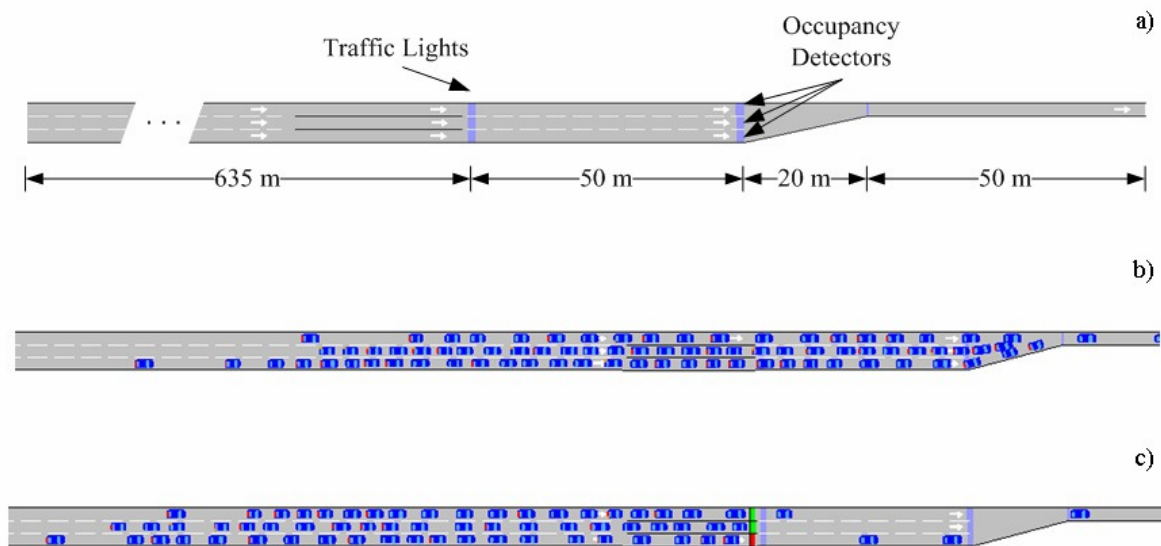 a)
Occupancy
Detectors
Traffic Lights
. . .
635 m
50 m
20 m
50 m
b)
c)